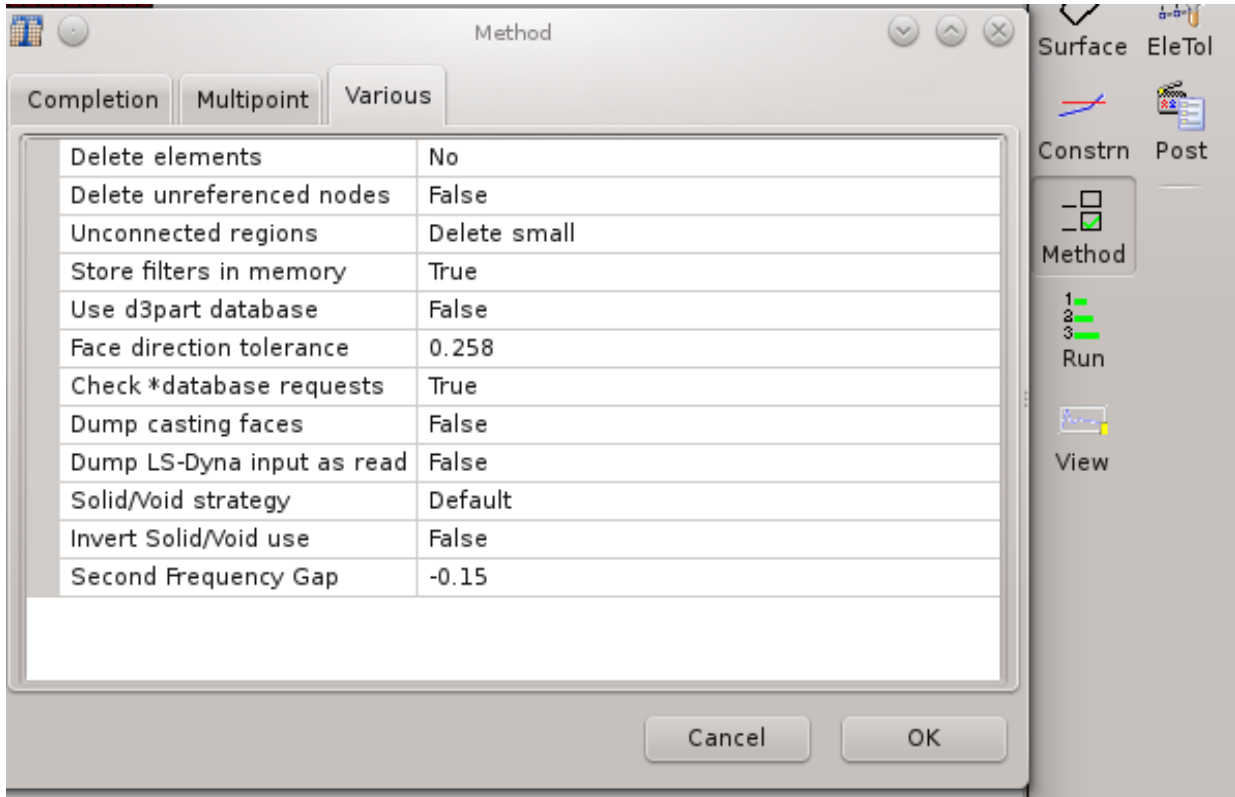 Method
Completion Multipoint Various
Delete elements No
Delete unreferenced nodes False
Unconnected regions Delete small
Store filters in memory True
Use d3part database False
Face direction tolerance 0.258
Check *database requests True
Dump casting faces False
Dump LS-Dyna input as read False
Solid/Void strategy Default
Invert Solid/Void use False
Second Frequency Gap -0.15
Cancel OK
Surface EleTol
Constrn Post
Method
1
2
3
Run
View